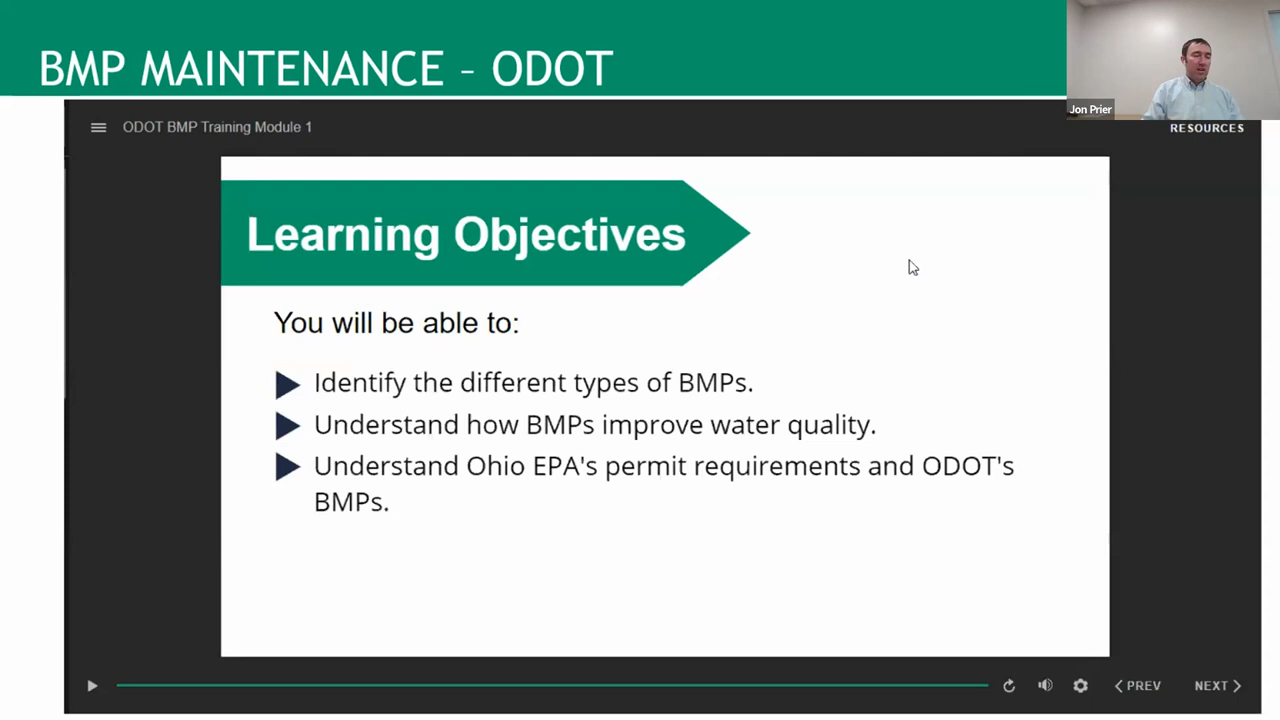 BMP MAINTENANCE – ODOT
Jon Prier
ODOT BMP Training Module 1
RESOURCES
Learning Objectives
You will be able to:
Identify the different types of BMPs.
Understand how BMPs improve water quality.
Understand Ohio EPA's permit requirements and ODOT's
BMPs.
PREV
NEXT